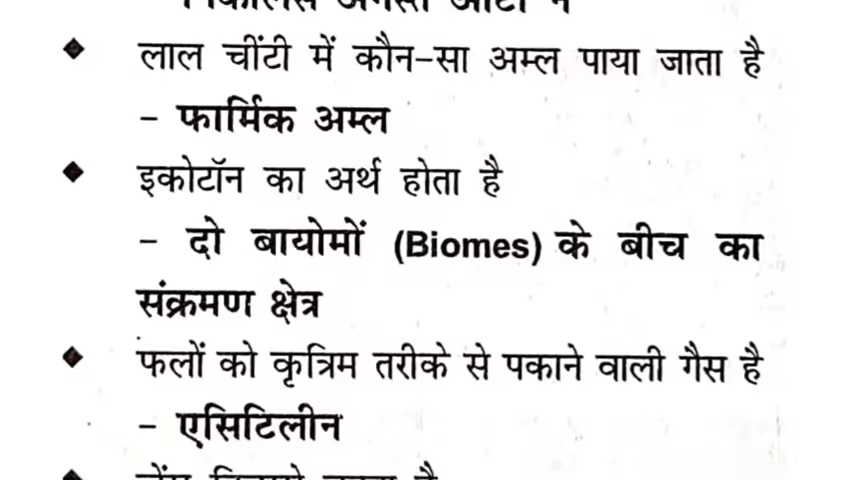 लाल चींटी में कौन-सा अम्ल पाया जाता है
– फार्मिक अम्ल
इकोटॉन का अर्थ होता है
– दो बायोमों (Biomes) के बीच का
संक्रमण क्षेत्र
फलों को कृत्रिम तरीके से पकाने वाली गैस है
– एसिटिलीन